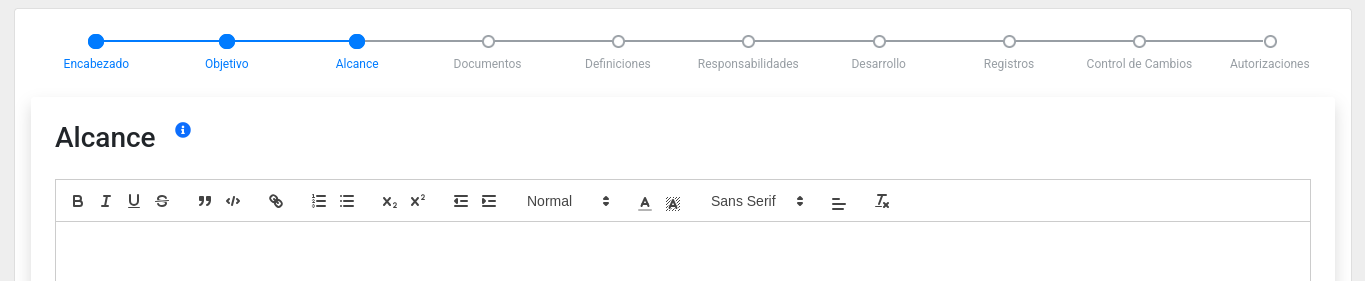 Encabezado Objetivo Alcance Documentos Definiciones Responsabilidades Desarrollo Registros Control de Cambios Autorizaciones
Alcance
Normal Sans Serif